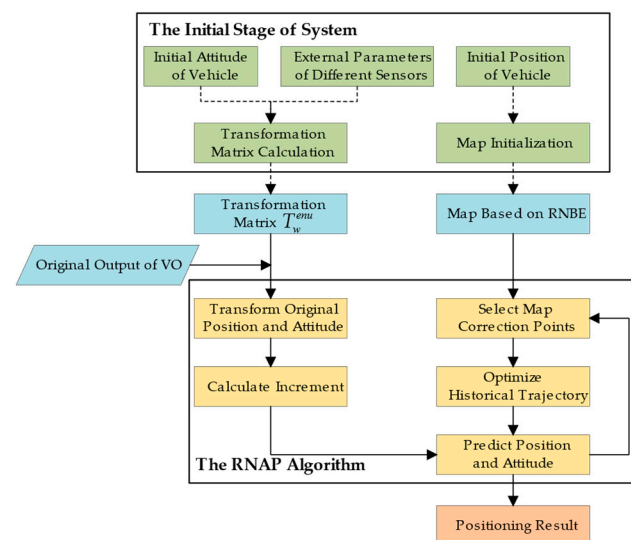 The Initial Stage of System
Initial Attitude
of Vehicle
External Parameters
of Different Sensors
Initial Position
of Vehicle
Transformation
Matrix Calculation
Map Initialization
Transformation
Matrix T_w^{enu}
Map Based on RNBE
Original Output of VO
Transform Original
Position and Attitude
Select Map
Correction Points
Calculate Increment
Optimize
Historical Trajectory
Predict Position
and Attitude
The RNAP Algorithm
Positioning Result